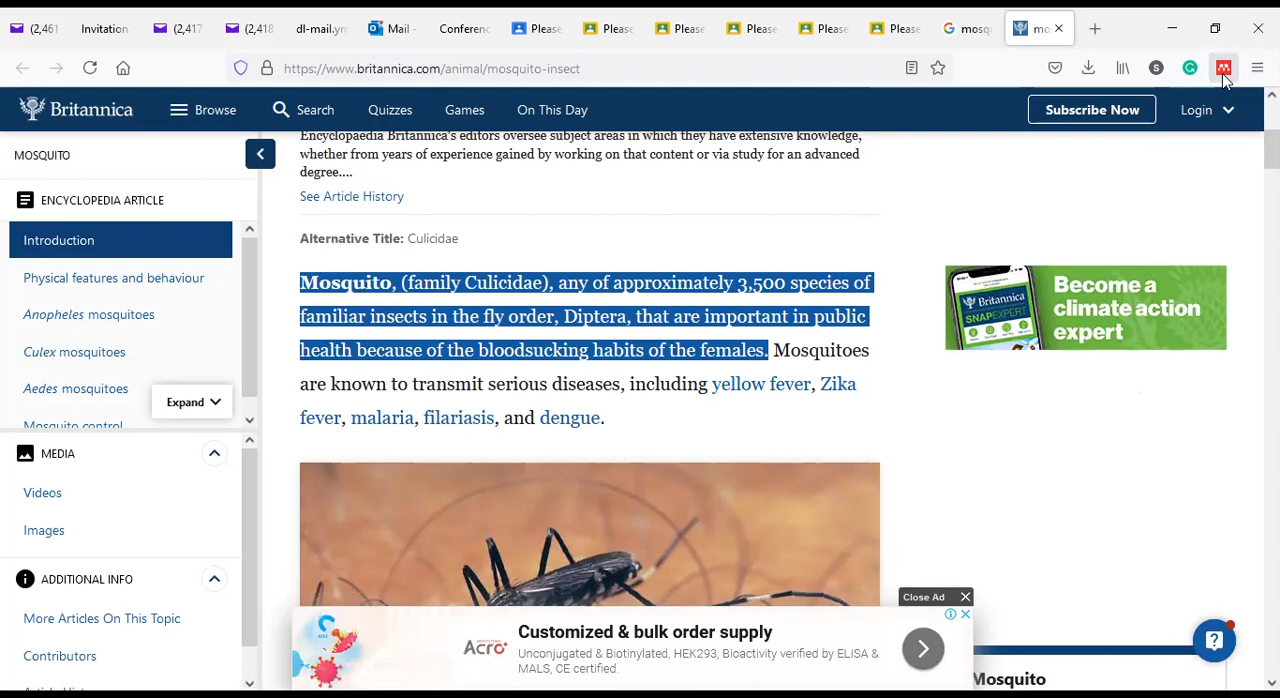 (2,461
Invitation
(2,417
(2,418
dl-mail.ym
Mail -
Conferenc
Please
Please
Please
Please
Please
Please
mosqu
mo
https://www.britannica.com/animal/mosquito-insect
Britannica
Browse
Search
Quizzes
Games
On This Day
Subscribe Now
Login
MOSQUITO
ENCYCLOPEDIA ARTICLE
Introduction
Physical features and behaviour
Anopheles mosquitoes
Culex mosquitoes
Aedes mosquitoes
Mosquito control
Expand
MEDIA
Videos
Images
ADDITIONAL INFO
More Articles On This Topic
Contributors
Encyclopaedia Britannica's editors oversee subject areas in which they have extensive knowledge,
whether from years of experience gained by working on that content or via study for an advanced
degree....
See Article History
Alternative Title: Culicidae
Mosquito, (family Culicidae), any of approximately 3,500 species of
familiar insects in the fly order, Diptera, that are important in public
health because of the bloodsucking habits of the females. Mosquitoes
are known to transmit serious diseases, including yellow fever, Zika
fever, malaria, filariasis, and dengue.
Britannica
SNAPEXPERT
Become a
climate action
expert
Close Ad
Acro
BIOSYSTEMS
Customized & bulk order supply
Unconjugated & Biotinylated, HEK293, Bioactivity verified by ELISA &
MALS, CE certified.
Mosquito